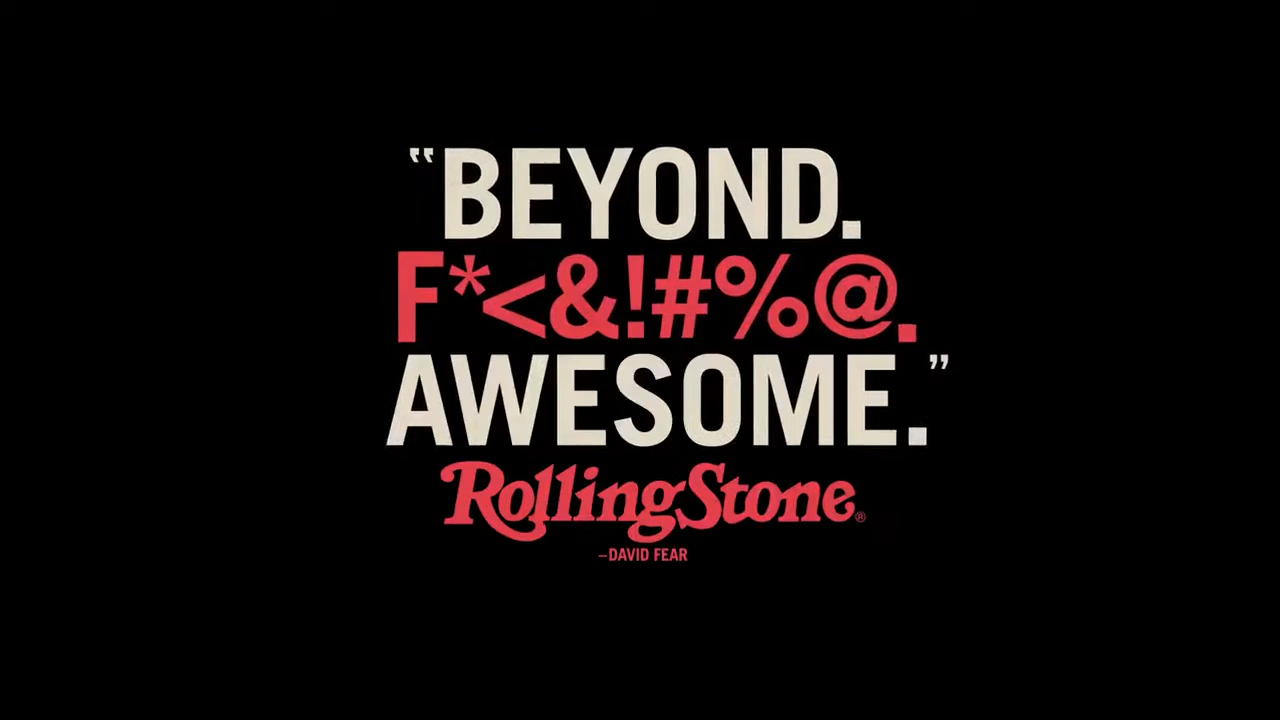 “BEYOND.
F*<&!#%@.
AWESOME.”
RollingStone®
–DAVID FEAR